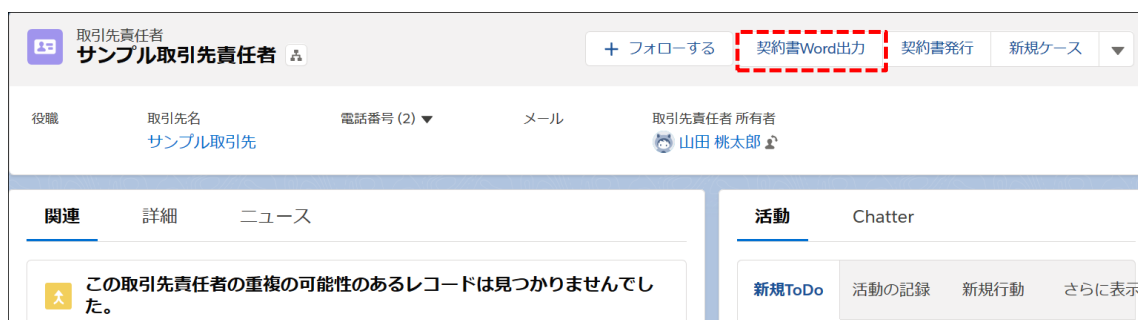 取引先責任者
サンプル取引先責任者
+ フォローする 契約書Word出力 契約書発行 新規ケース
役職 取引先名 電話番号 (2) メール 取引先責任者 所有者
サンプル取引先 山田 桃太郎
関連 詳細 ニュース
この取引先責任者の重複の可能性のあるレコードは見つかりませんでし
た。
活動 Chatter
新規ToDo 活動の記録 新規行動 さらに表示